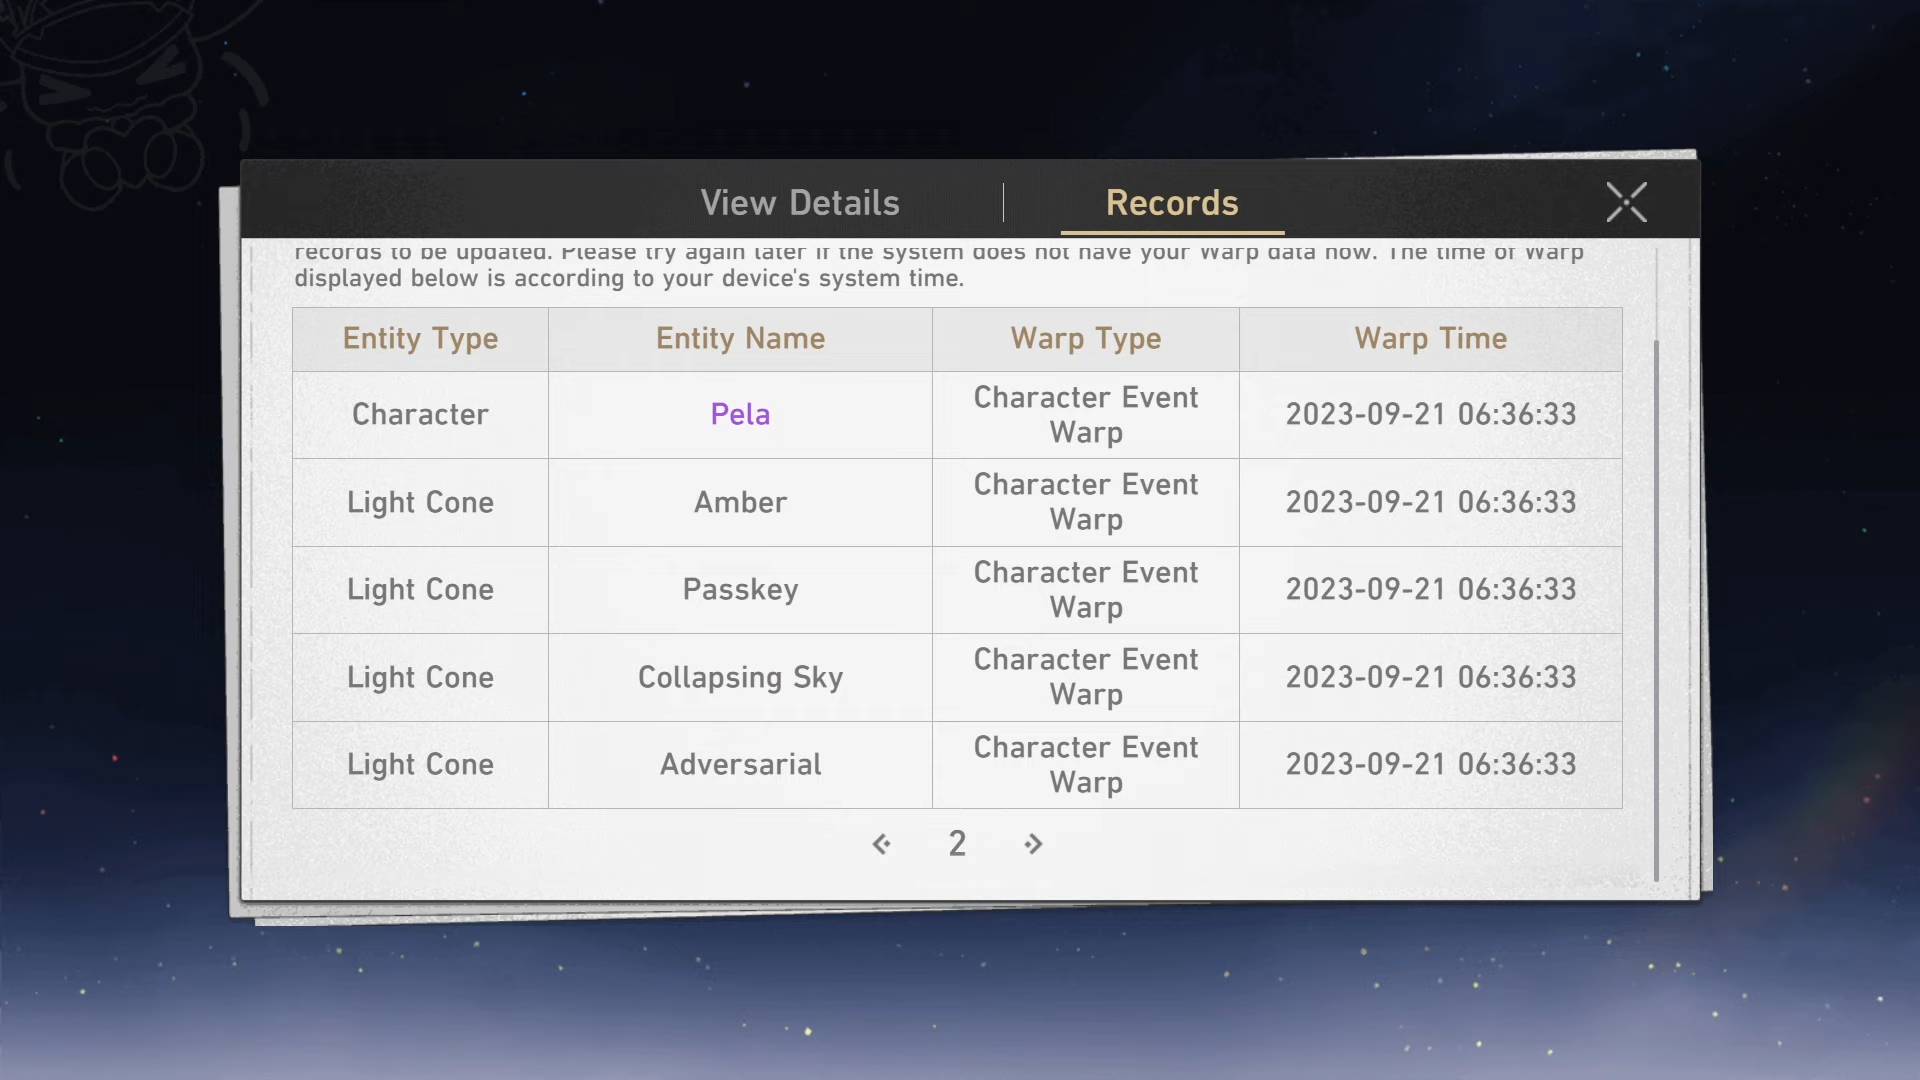 View Details
Records
records to be updated. Please try again later if the system does not have your Warp data now. The time of Warp
displayed below is according to your device's system time.
Entity Type Entity Name Warp Type Warp Time
Character Pela Character Event Warp 2023-09-21 06:36:33
Light Cone Amber Character Event Warp 2023-09-21 06:36:33
Light Cone Passkey Character Event Warp 2023-09-21 06:36:33
Light Cone Collapsing Sky Character Event Warp 2023-09-21 06:36:33
Light Cone Adversarial Character Event Warp 2023-09-21 06:36:33
2